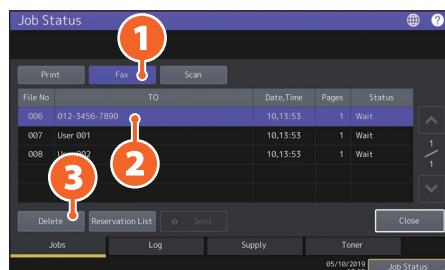 Job Status
?
1
Print Fax Scan
File No TO Date,Time Pages Status
006 012-3456-7890 10,13:53 1 Wait
007 User 001 10,13:53 1 Wait
008 User 002 10,13:53 1 Wait
2
1
1
3
Delete Reservation List Send Close
Jobs Log Supply Toner
05/10/2019
Job Status